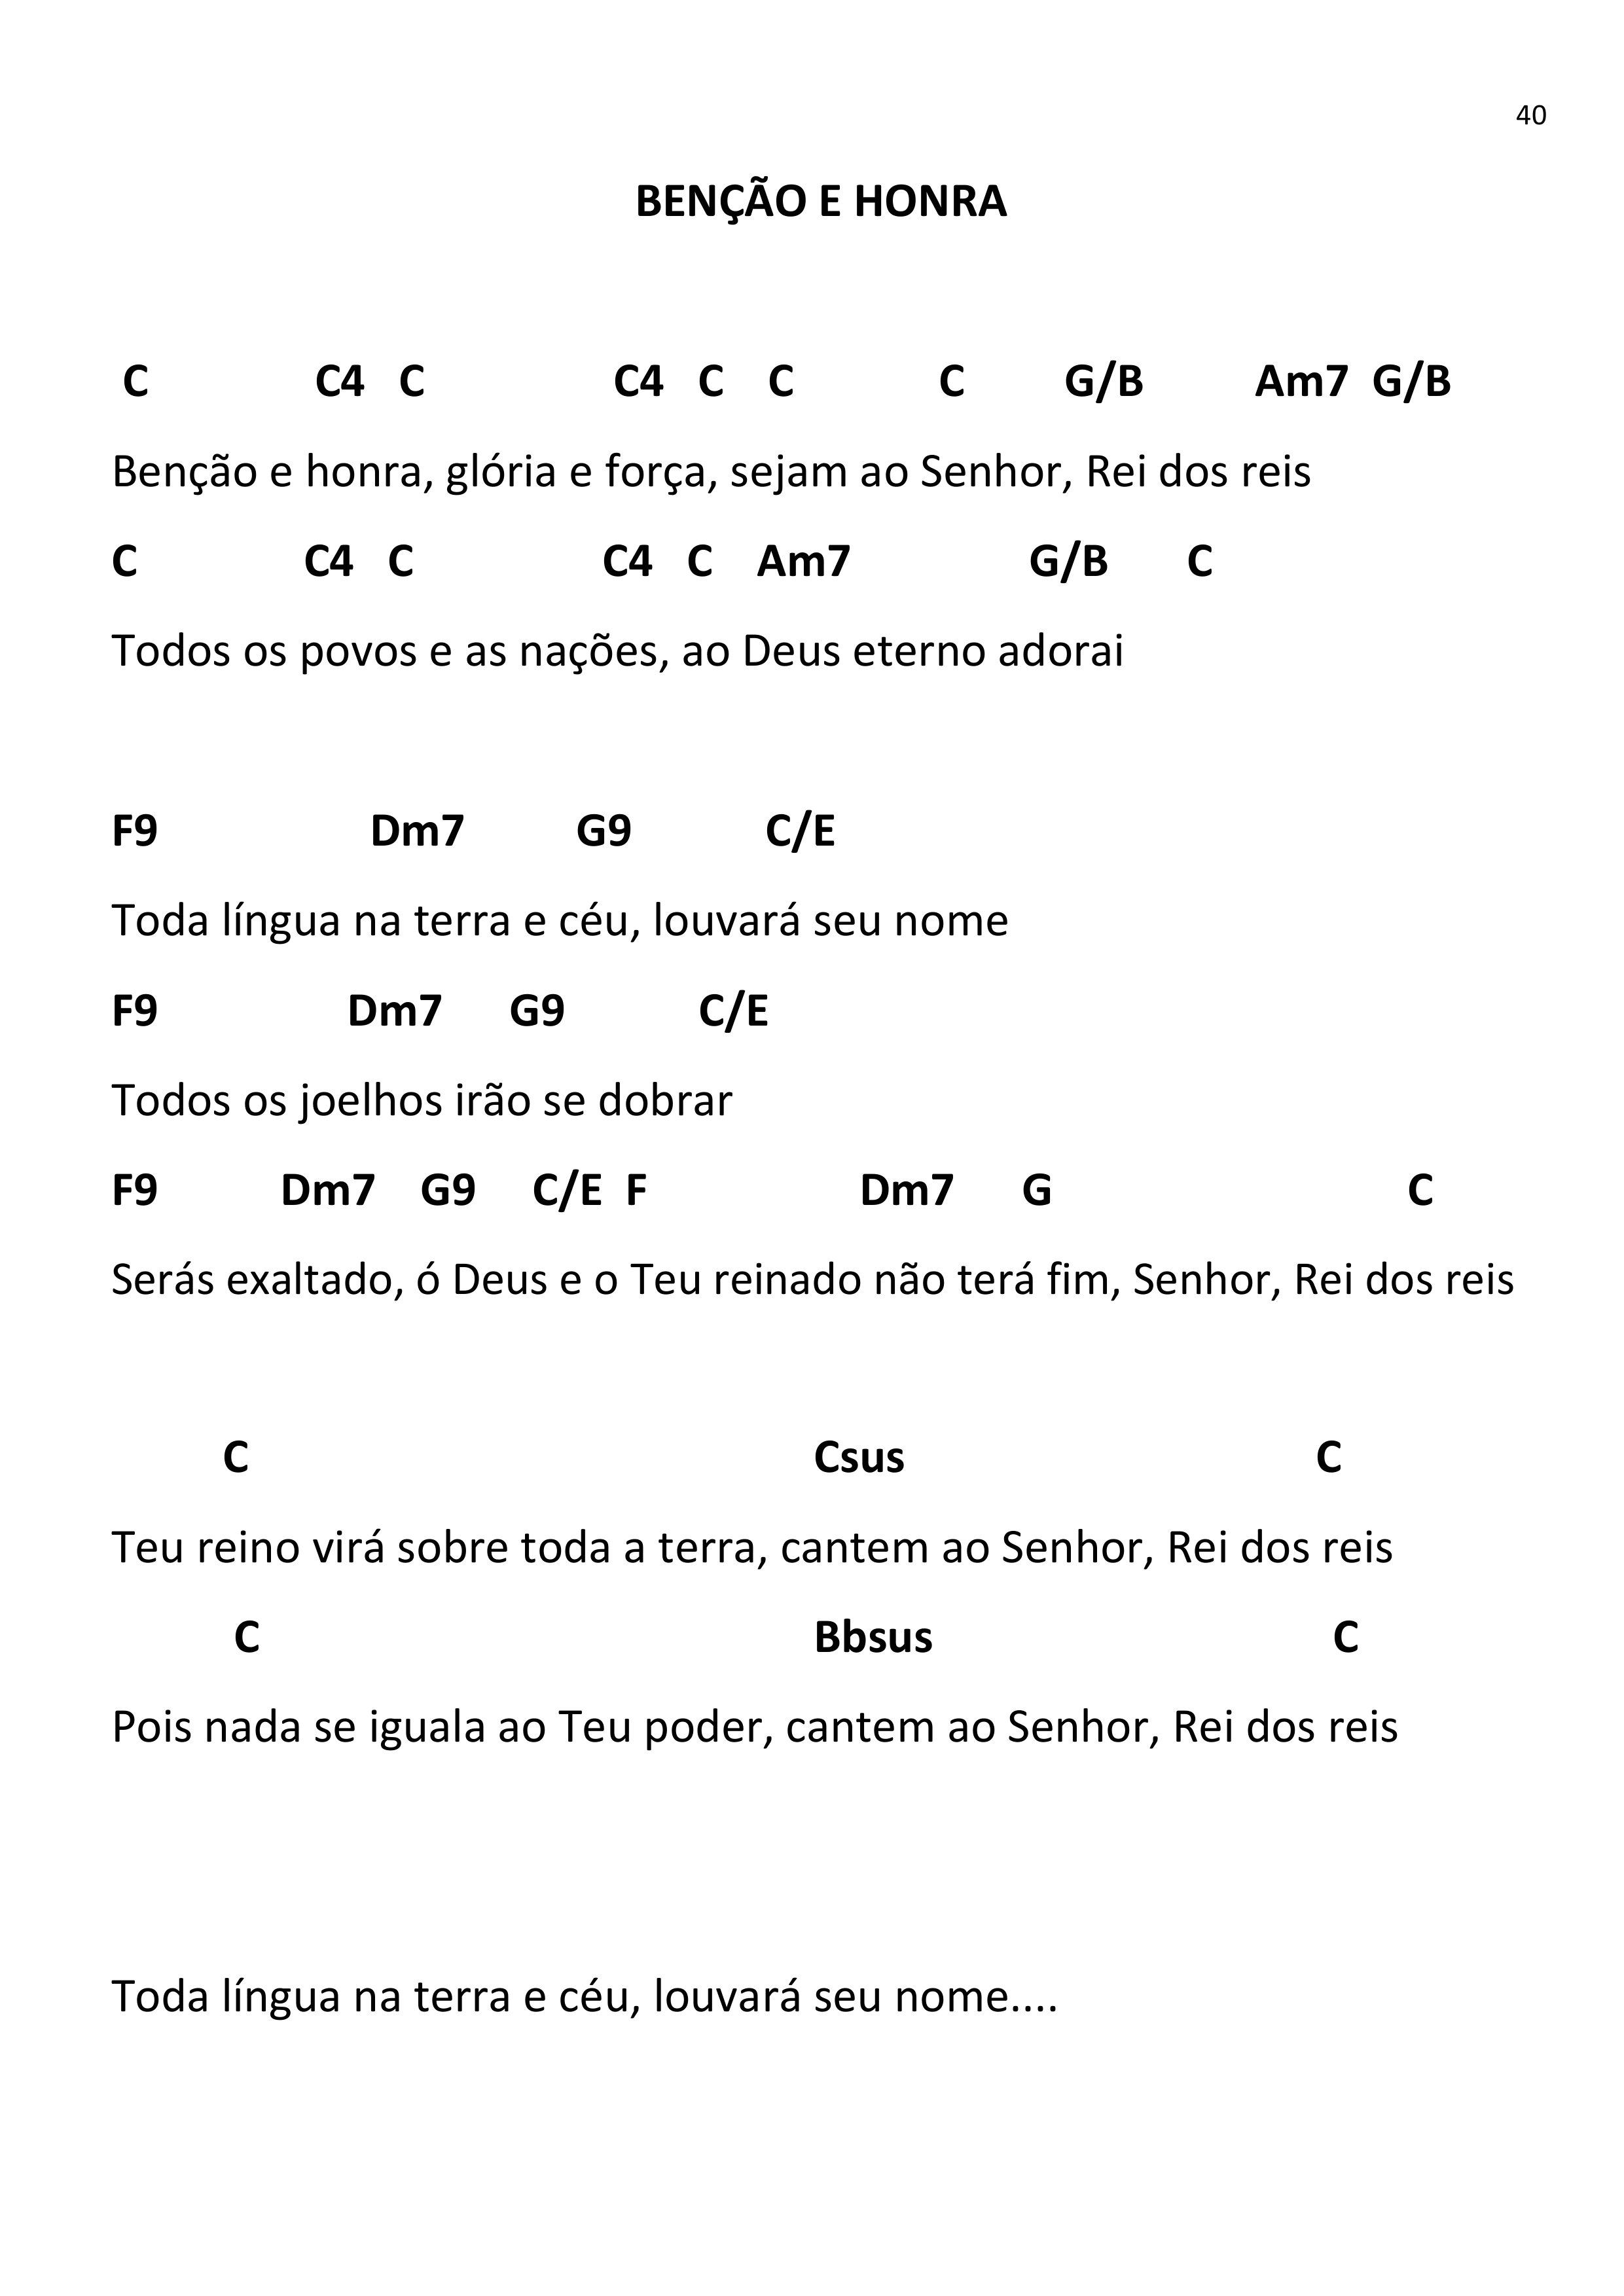 40
BENÇÃO E HONRA
C C4 C C4 C C C G/B Am7 G/B
Benção e honra, glória e força, sejam ao Senhor, Rei dos reis
C C4 C C4 C Am7 G/B C
Todos os povos e as nações, ao Deus eterno adorai
F9 Dm7 G9 C/E
Toda língua na terra e céu, louvará seu nome
F9 Dm7 G9 C/E
Todos os joelhos irão se dobrar
F9 Dm7 G9 C/E F Dm7 G C
Serás exaltado, ó Deus e o Teu reinado não terá fim, Senhor, Rei dos reis
C Csus C
Teu reino virá sobre toda a terra, cantem ao Senhor, Rei dos reis
C Bbsus C
Pois nada se iguala ao Teu poder, cantem ao Senhor, Rei dos reis
Toda língua na terra e céu, louvará seu nome....